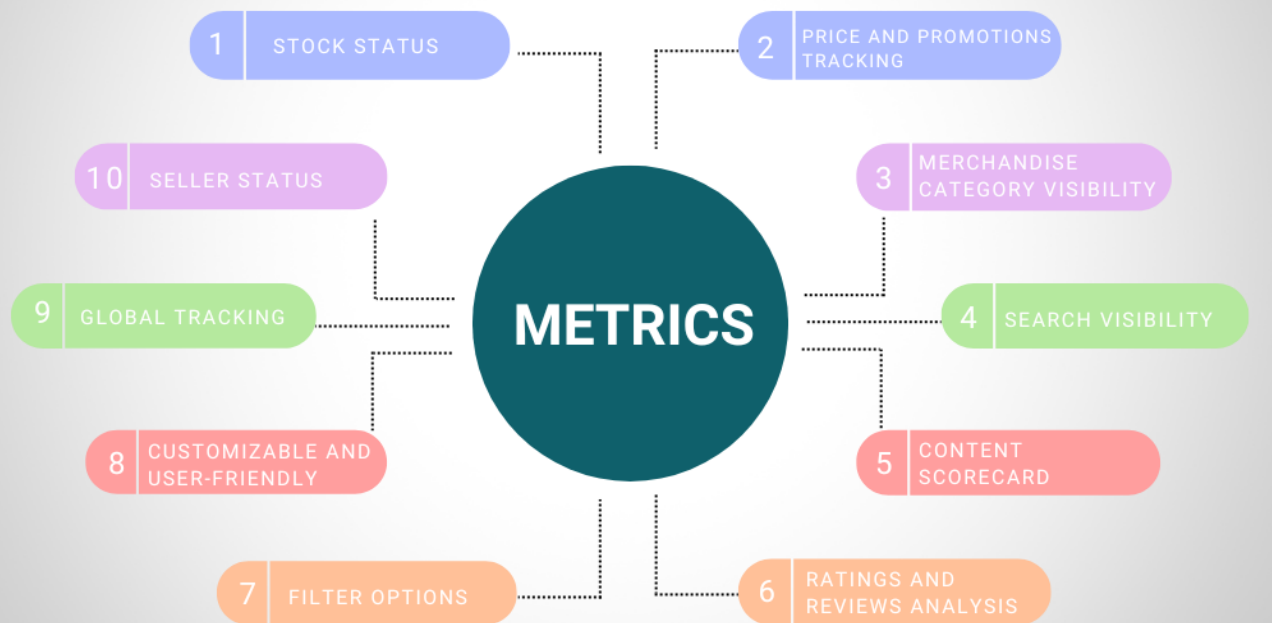 1 STOCK STATUS
2 PRICE AND PROMOTIONS
TRACKING
10 SELLER STATUS
3 MERCHANDISE
CATEGORY VISIBILITY
METRICS
9 GLOBAL TRACKING
4 SEARCH VISIBILITY
8 CUSTOMIZABLE AND
USER-FRIENDLY
5 CONTENT
SCORECARD
7 FILTER OPTIONS
6 RATINGS AND
REVIEWS ANALYSIS